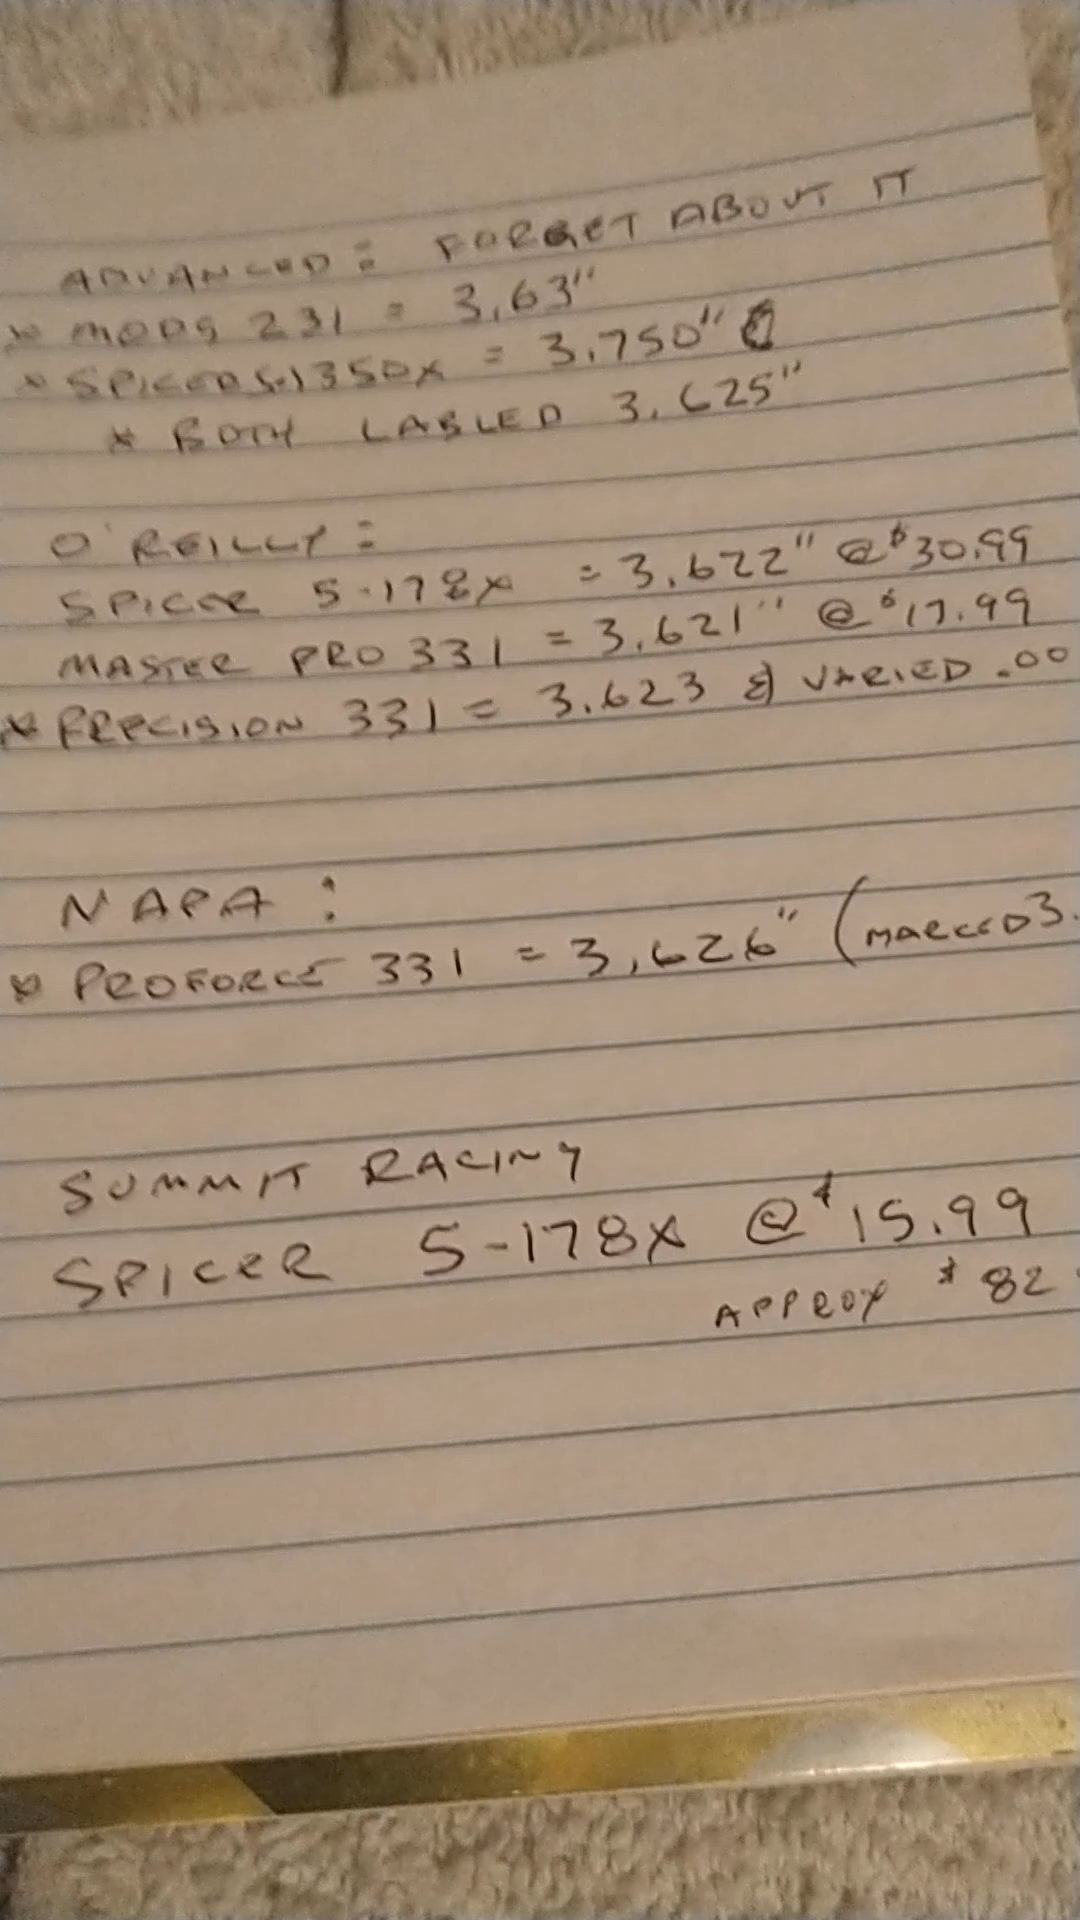 ADVANCED: FORGET ABOUT IT
* MOOG 231 = 3.63"
* SPICER 5-1350X = 3.750"
* BOTH LABLED 3.625"
O'REILLY:
SPICER 5-178X = 3.622" @ $30.99
MASTER PRO 331 = 3.621" @ $17.99
* PRECISION 331 = 3.623 & VARIED .00
NAPA:
* PROFORCE 331 = 3.626" (MARKED 3.
SUMMIT RACING
SPICER 5-178X @ $15.99
APPROX $82